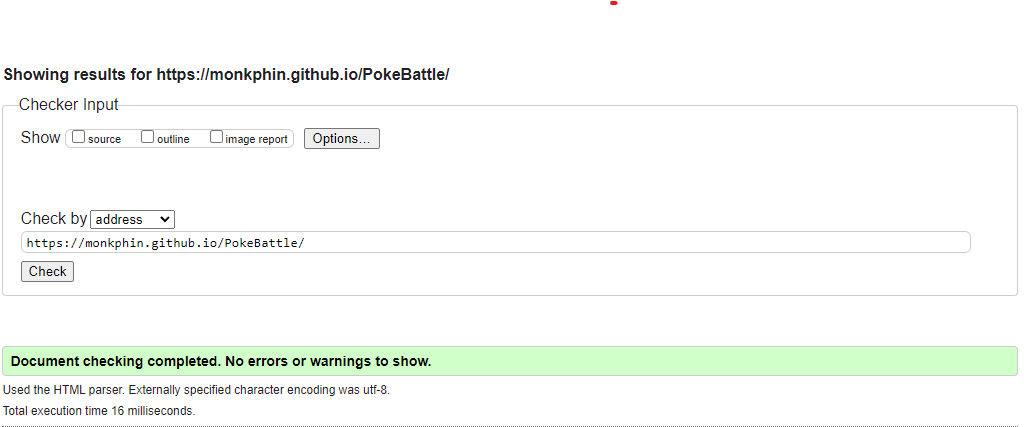 Showing results for https://monkphin.github.io/PokeBattle/
Checker Input
Show source outline image report Options...
Check by address
https://monkphin.github.io/PokeBattle/
Check
Document checking completed. No errors or warnings to show.
Used the HTML parser. Externally specified character encoding was utf-8.
Total execution time 16 milliseconds.